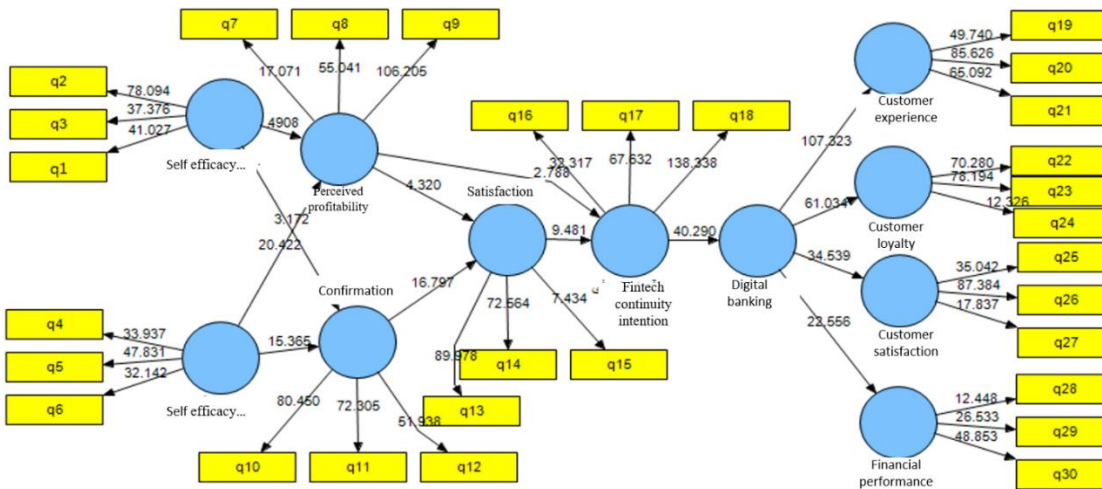 q7
q8
q9
q19
49.740
85.626
q20
65.092
q21
Customer
experience
17.071
55.041
106.205
q2
78.094
q3
37.376
41.027
q1
4908
Self efficacy...
Perceived
profitability
q16
q17
q18
32.317
67.632
138.338
2.788
4.320
Satisfaction
107.323
q22
70.280
78.194
q23
12.326
q24
61.034
Customer
loyalty
3.172
20.422
9.481
40.290
Digital
banking
34.539
q25
35.042
87.384
q26
17.837
q27
Customer
satisfaction
Confirmation
16.797
72.564
7.434
Fintech
continuity
intention
22.556
q4
33.937
q5
47.831
32.142
q6
15.365
Self efficacy...
89.978
q14
q15
q13
80.450
72.305
51.938
q10
q11
q12
q28
12.448
26.533
q29
48.853
q30
Financial
performance